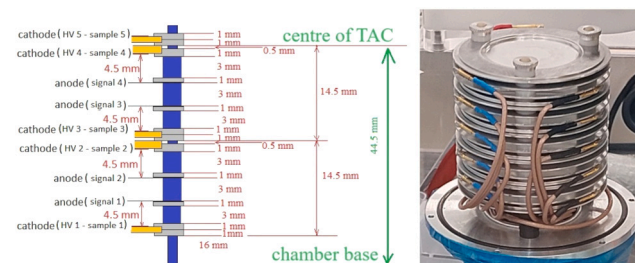 cathode (HV 5 - sample 5)
1 mm
centre of TAC
1 mm
cathode (HV 4 - sample 4)
1 mm
0.5 mm
4.5 mm
3 mm
anode (signal 4)
1 mm
14.5 mm
3 mm
anode (signal 3)
1 mm
4.5 mm
3 mm
44.5 mm
cathode (HV 3 - sample 3)
1 mm
1 mm
cathode (HV 2 - sample 2)
1 mm
0.5 mm
4.5 mm
3 mm
anode (signal 2)
1 mm
14.5 mm
3 mm
anode (signal 1)
1 mm
4.5 mm
3 mm
cathode (HV 1 - sample 1)
1 mm
1mm
16 mm
chamber base